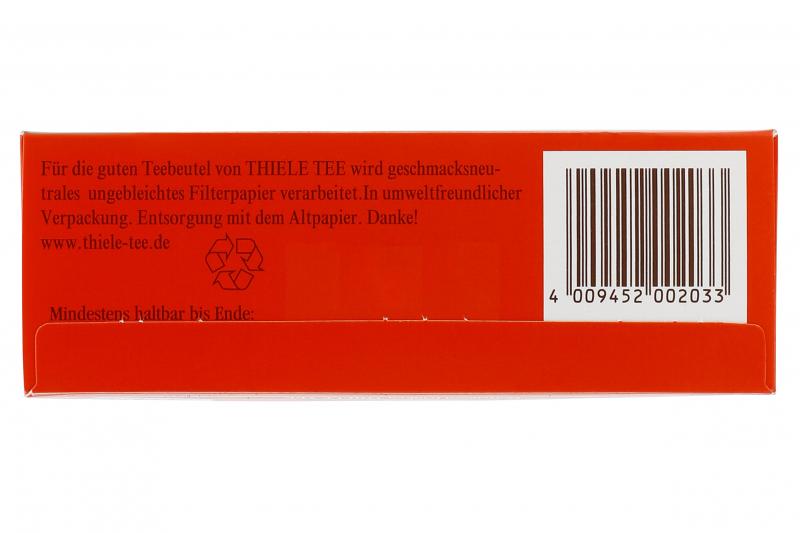 Für die guten Teebeutel von THIELE TEE wird geschmacksneu-
trales ungebleichtes Filterpapier verarbeitet.In umweltfreundlicher
Verpackung. Entsorgung mit dem Altpapier. Danke!
www.thiele-tee.de
Mindestens haltbar bis Ende:
4 009452 002033